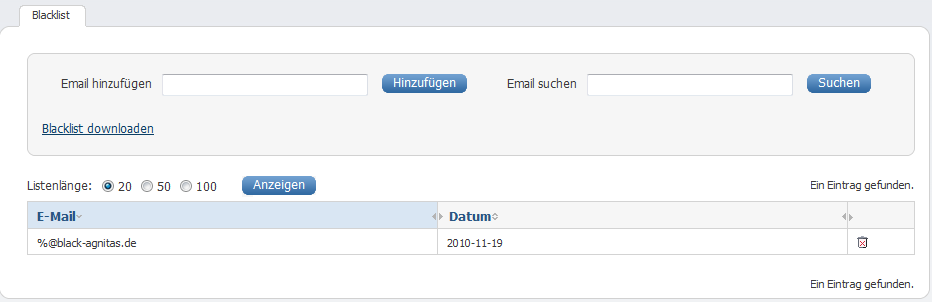 Blacklist
Email hinzufügen Hinzufügen Email suchen Suchen
Blacklist downloaden
Listenlänge: 20 50 100 Anzeigen Ein Eintrag gefunden.
E-Mail Datum
%@black-agnitas.de 2010-11-19
Ein Eintrag gefunden.